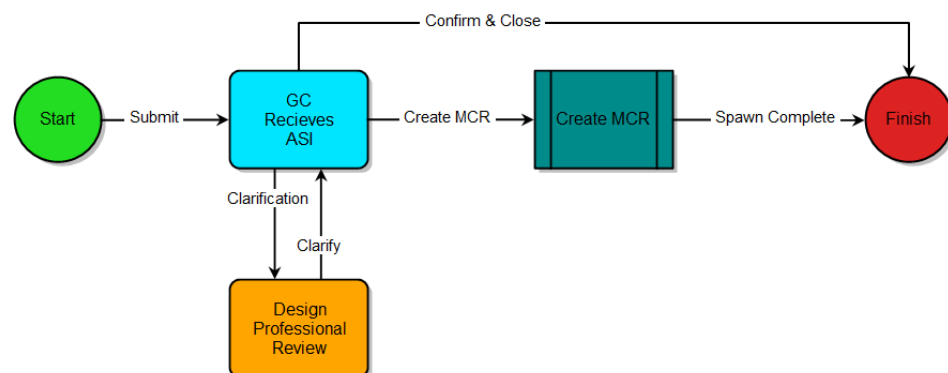 Confirm & Close
Start
Submit
GC
Recieves
ASI
Create MCR
Create MCR
Spawn Complete
Finish
Clarification
Clarify
Design
Professional
Review